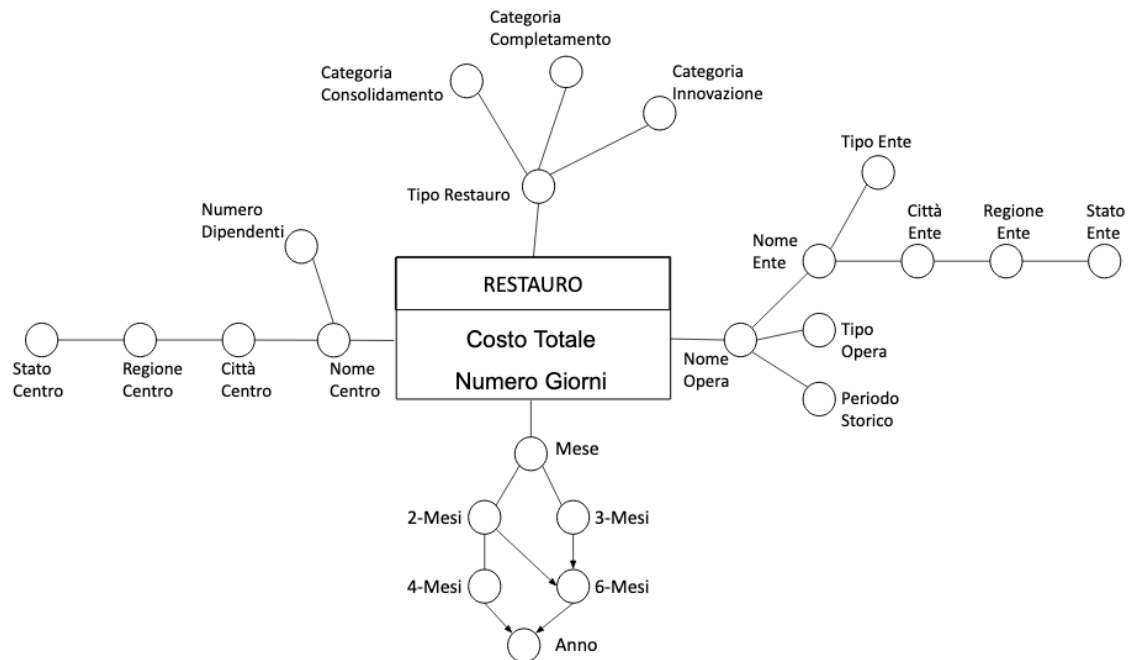 Categoria
Completamento
Categoria
Consolidamento
Categoria
Innovazione
Tipo Ente
Tipo Restauro
Numero
Dipendenti
Città
Ente
Regione
Ente
Stato
Ente
Nome
Ente
RESTAURO
Costo Totale
Numero Giorni
Stato
Centro
Regione
Centro
Città
Centro
Nome
Centro
Nome
Opera
Tipo
Opera
Periodo
Storico
Mese
2-Mesi
3-Mesi
4-Mesi
6-Mesi
Anno